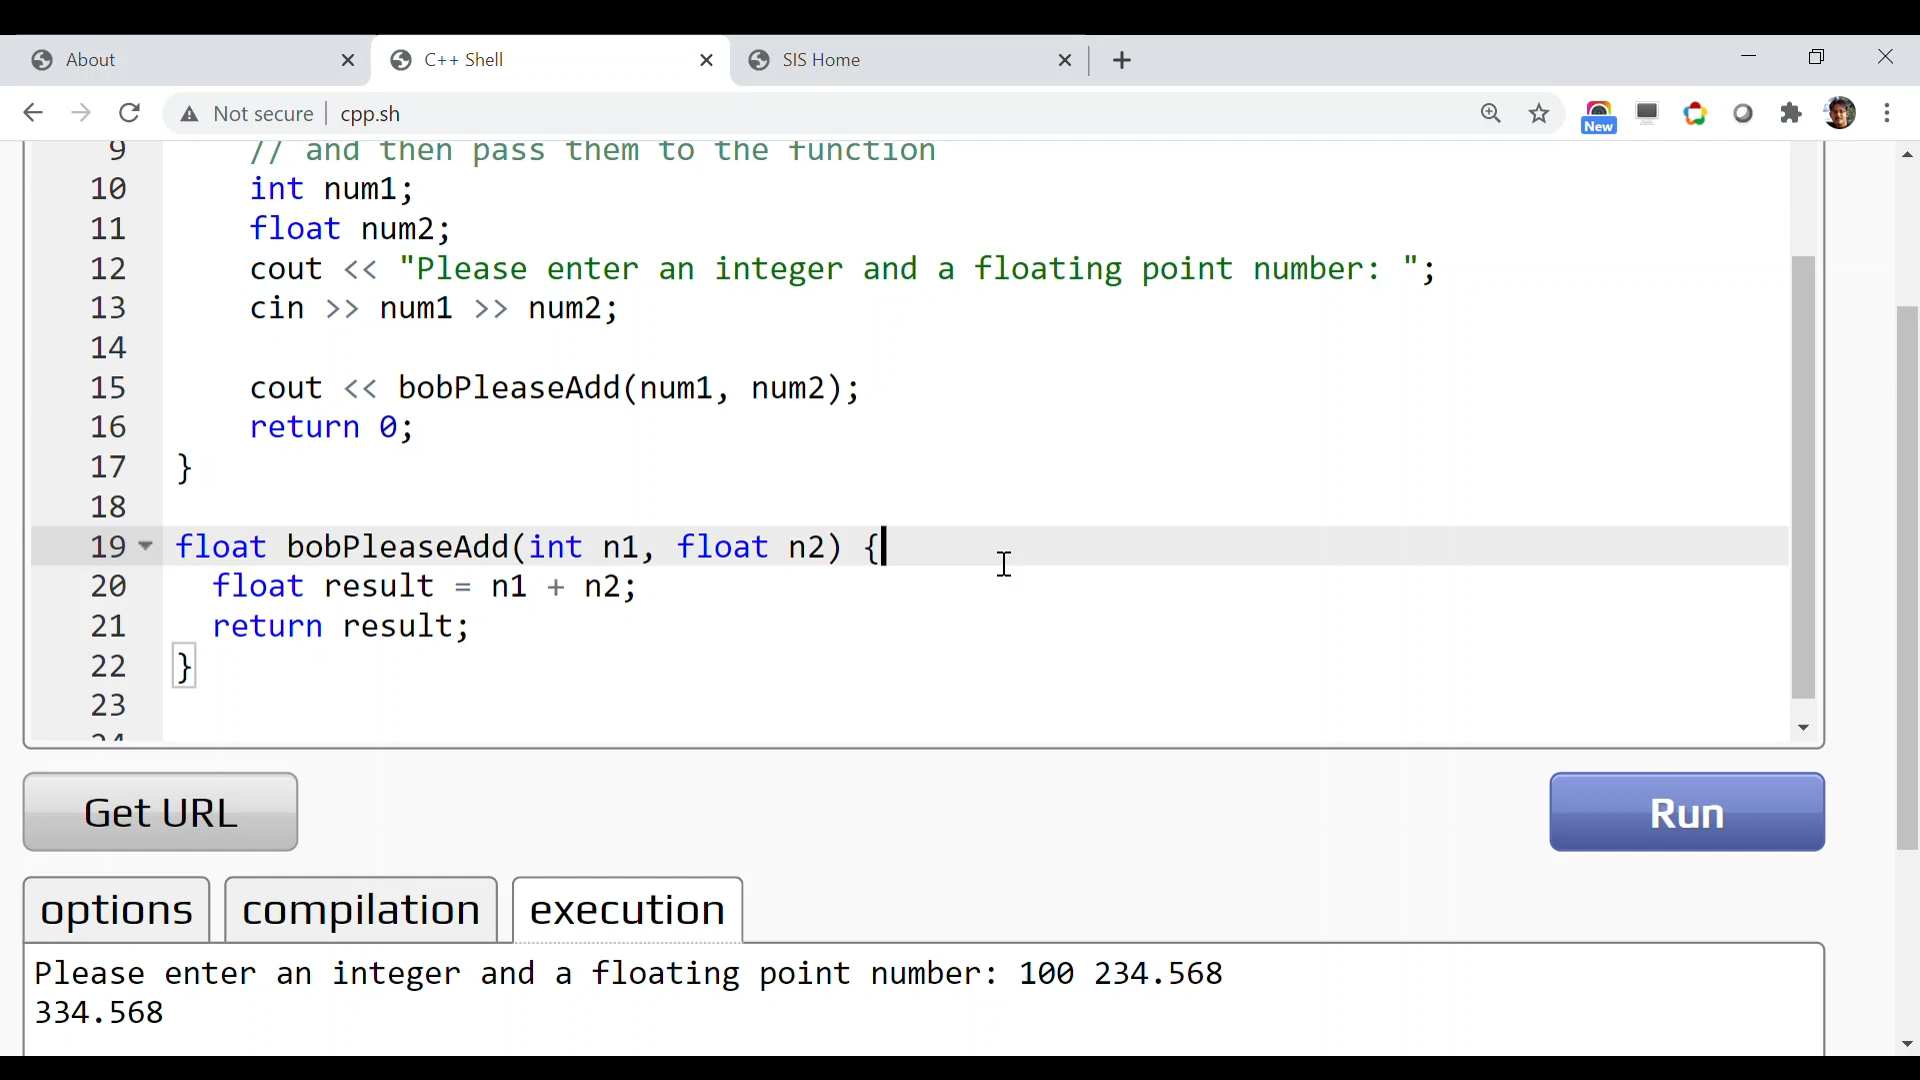 About
C++ Shell
SIS Home
Not secure
cpp.sh
New
9 // and then pass them to the function
10 int num1;
11 float num2;
12 cout << "Please enter an integer and a floating point number: ";
13 cin >> num1 >> num2;
14
15 cout << bobPleaseAdd(num1, num2);
16 return 0;
17 }
18
19 float bobPleaseAdd(int n1, float n2) {
20 float result = n1 + n2;
21 return result;
22 }
23
24
Get URL
Run
options
compilation
execution
Please enter an integer and a floating point number: 100 234.568
334.568